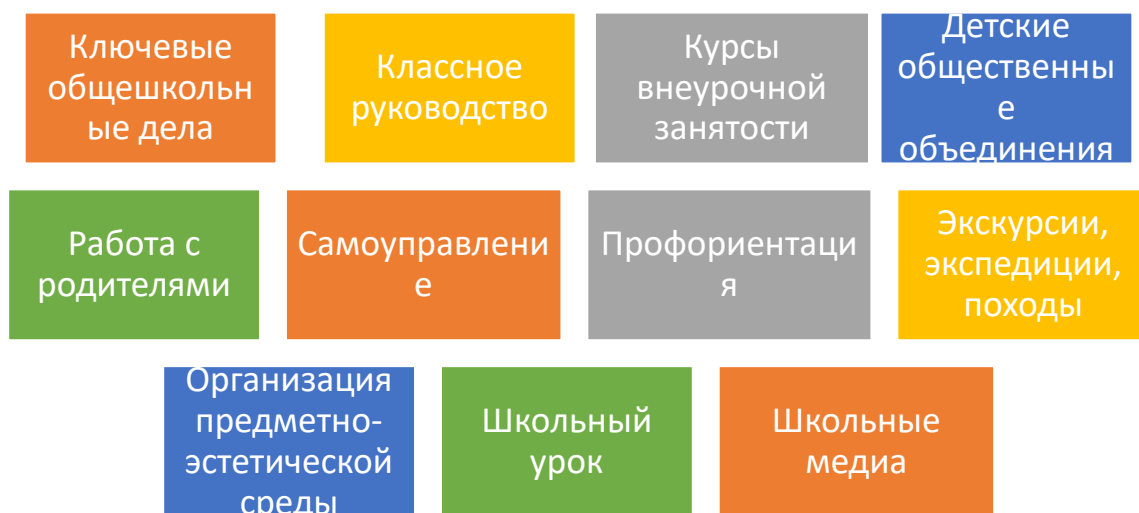 Ключевые
общешкольн
ые дела
Классное
руководство
Курсы
внеурочной
занятости
Детские
общественны
е
объединения
Работа с
родителями
Самоуправлени
е
Профориентаци
я
Экскурсии,
экспедиции,
походы
Организация
предметно-
эстетической
среды
Школьный
урок
Школьные
медиа